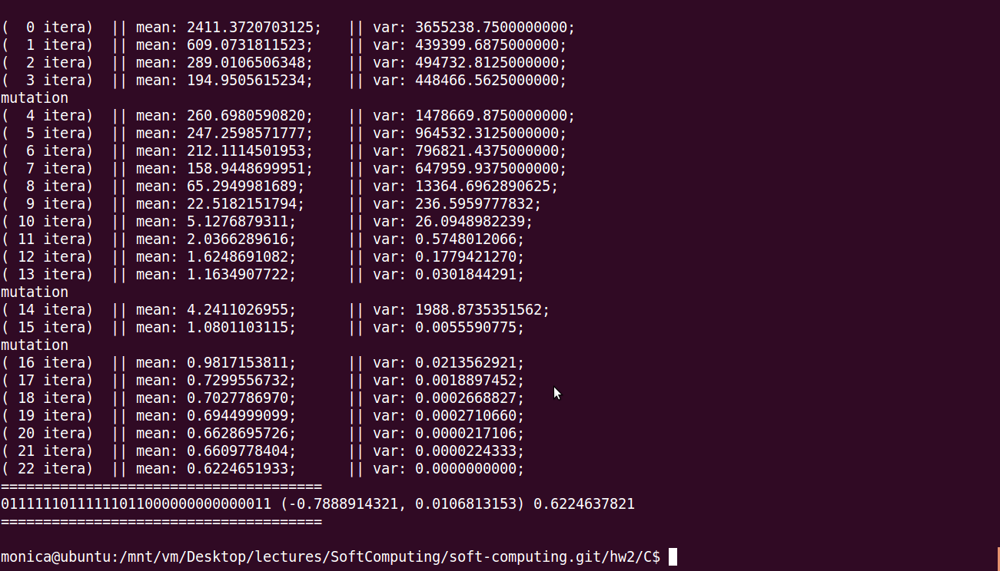 (  0 itera)  || mean: 2411.3720703125;   || var: 3655238.7500000000;
(  1 itera)  || mean: 609.0731811523;    || var: 439399.6875000000;
(  2 itera)  || mean: 289.0106506348;    || var: 494732.8125000000;
(  3 itera)  || mean: 194.9505615234;    || var: 448466.5625000000;
mutation
(  4 itera)  || mean: 260.6980590820;    || var: 1478669.8750000000;
(  5 itera)  || mean: 247.2598571777;    || var: 964532.3125000000;
(  6 itera)  || mean: 212.1114501953;    || var: 796821.4375000000;
(  7 itera)  || mean: 158.9448699951;    || var: 647959.9375000000;
(  8 itera)  || mean: 65.2949981689;     || var: 13364.6962890625;
(  9 itera)  || mean: 22.5182151794;     || var: 236.5959777832;
( 10 itera)  || mean: 5.1276879311;      || var: 26.0948982239;
( 11 itera)  || mean: 2.0366289616;      || var: 0.5748012066;
( 12 itera)  || mean: 1.6248691082;      || var: 0.1779421270;
( 13 itera)  || mean: 1.1634907722;      || var: 0.0301844291;
mutation
( 14 itera)  || mean: 4.2411026955;      || var: 1988.8735351562;
( 15 itera)  || mean: 1.0801103115;      || var: 0.0055590775;
mutation
( 16 itera)  || mean: 0.9817153811;      || var: 0.0213562921;
( 17 itera)  || mean: 0.7299556732;      || var: 0.0018897452;
( 18 itera)  || mean: 0.7027786970;      || var: 0.0002668827;
( 19 itera)  || mean: 0.6944999099;      || var: 0.0002710660;
( 20 itera)  || mean: 0.6628695726;      || var: 0.0000217106;
( 21 itera)  || mean: 0.6609778404;      || var: 0.0000224333;
( 22 itera)  || mean: 0.6224651933;      || var: 0.0000000000;
======================================
01111110111111011000000000000011 (-0.7888914321, 0.0106813153) 0.6224637821
======================================
monica@ubuntu:/mnt/vm/Desktop/lectures/SoftComputing/soft-computing.git/hw2/C$